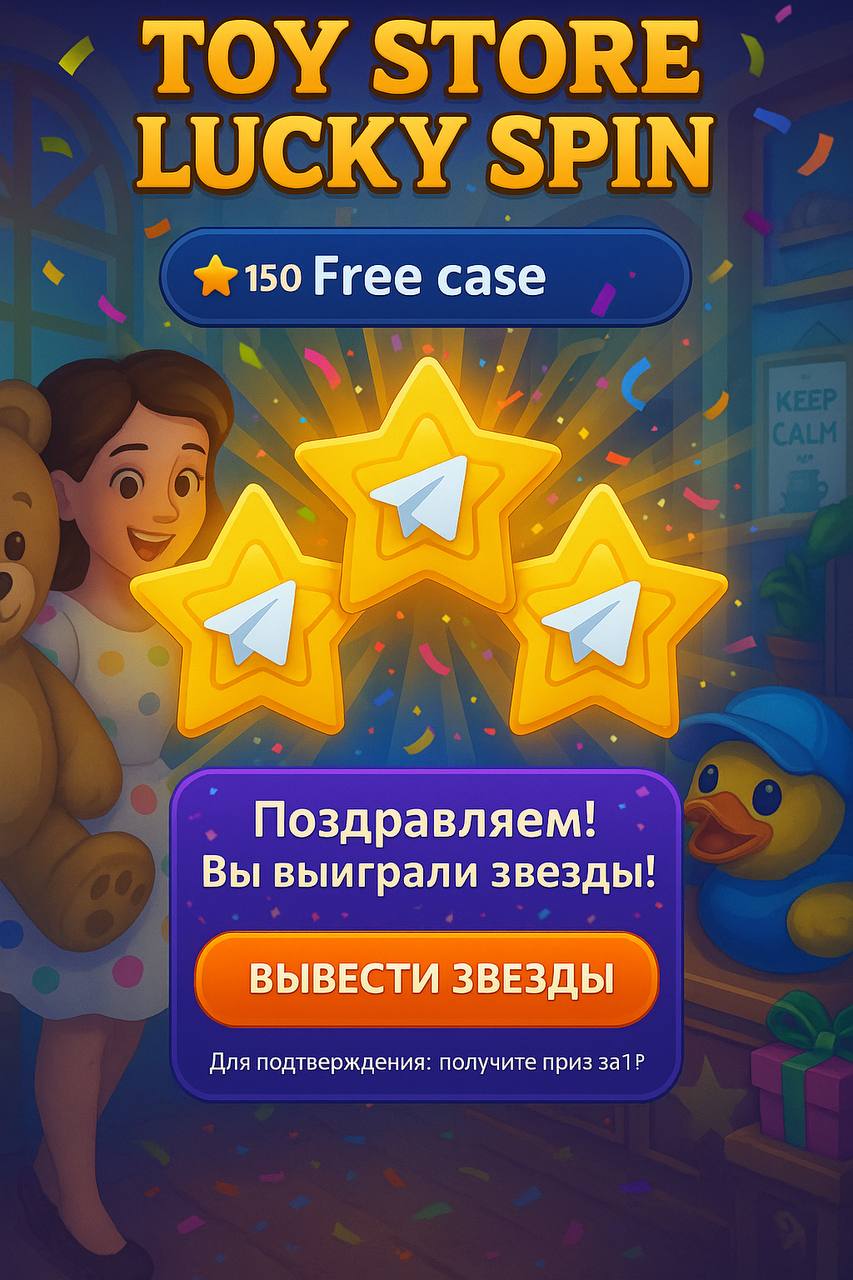 TOY STORE
LUCKY SPIN
150 Free case
KEEP
CALM
Поздравляем!
Вы выиграли звезды!
ВЫВЕСТИ ЗВЕЗДЫ
Для подтверждения: получите приз за1₽